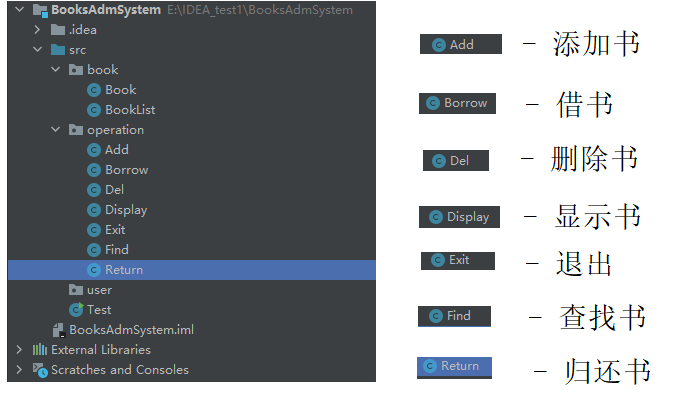 BooksAdmSystem E:\IDEA_test1\BooksAdmSystem
.idea
src
book
Book
BookList
operation
Add
Borrow
Del
Display
Exit
Find
Return
user
Test
BooksAdmSystem.iml
External Libraries
Scratches and Consoles
Add - 添加书
Borrow - 借书
Del - 删除书
Display - 显示书
Exit - 退出
Find - 查找书
Return - 归还书